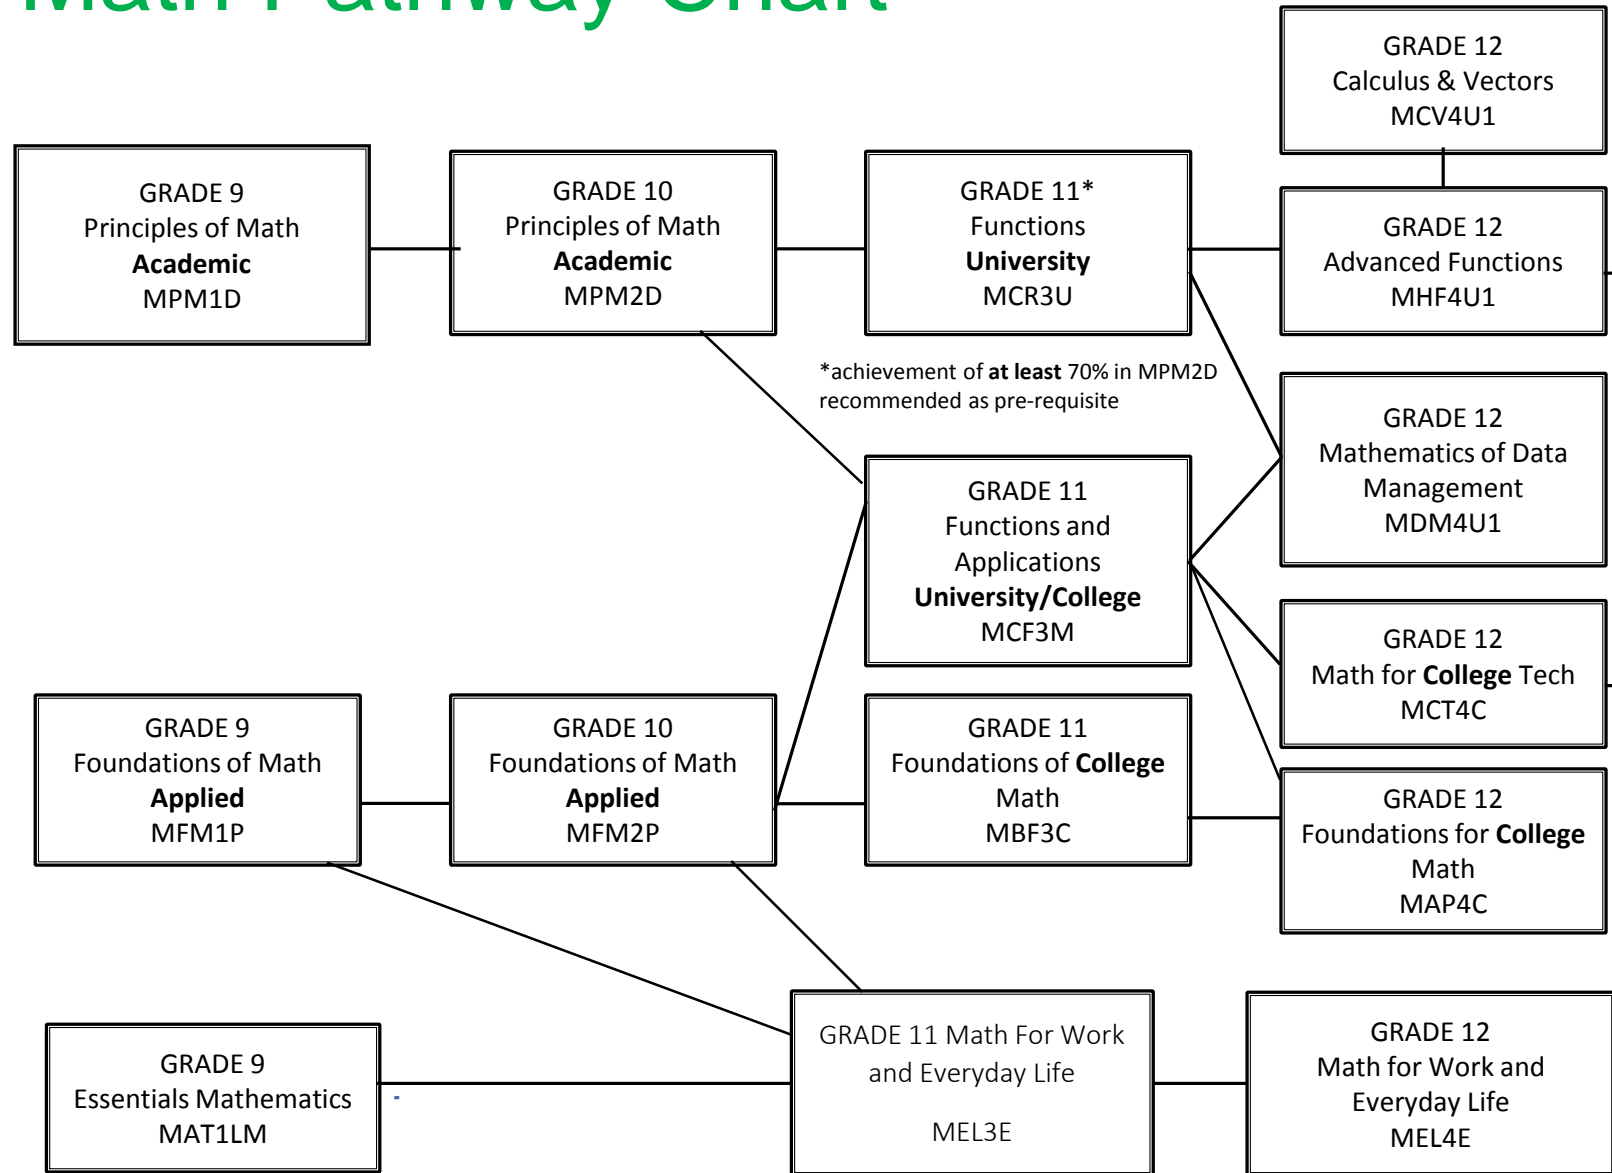 Math Pathway Chart
GRADE 12
Calculus & Vectors
MCV4U1
GRADE 9
Principles of Math
Academic
MPM1D
GRADE 10
Principles of Math
Academic
MPM2D
GRADE 11*
Functions
University
MCR3U
GRADE 12
Advanced Functions
MHF4U1
*achievement of at least 70% in MPM2D
recommended as pre-requisite
GRADE 12
Mathematics of Data
Management
MDM4U1
GRADE 11
Functions and
Applications
University/College
MCF3M
GRADE 12
Math for College Tech
MCT4C
GRADE 9
Foundations of Math
Applied
MFM1P
GRADE 10
Foundations of Math
Applied
MFM2P
GRADE 11
Foundations of College
Math
MBF3C
GRADE 12
Foundations for College
Math
MAP4C
GRADE 9
Essentials Mathematics
MAT1LM
-
GRADE 11 Math For Work
and Everyday Life
MEL3E
GRADE 12
Math for Work and
Everyday Life
MEL4E